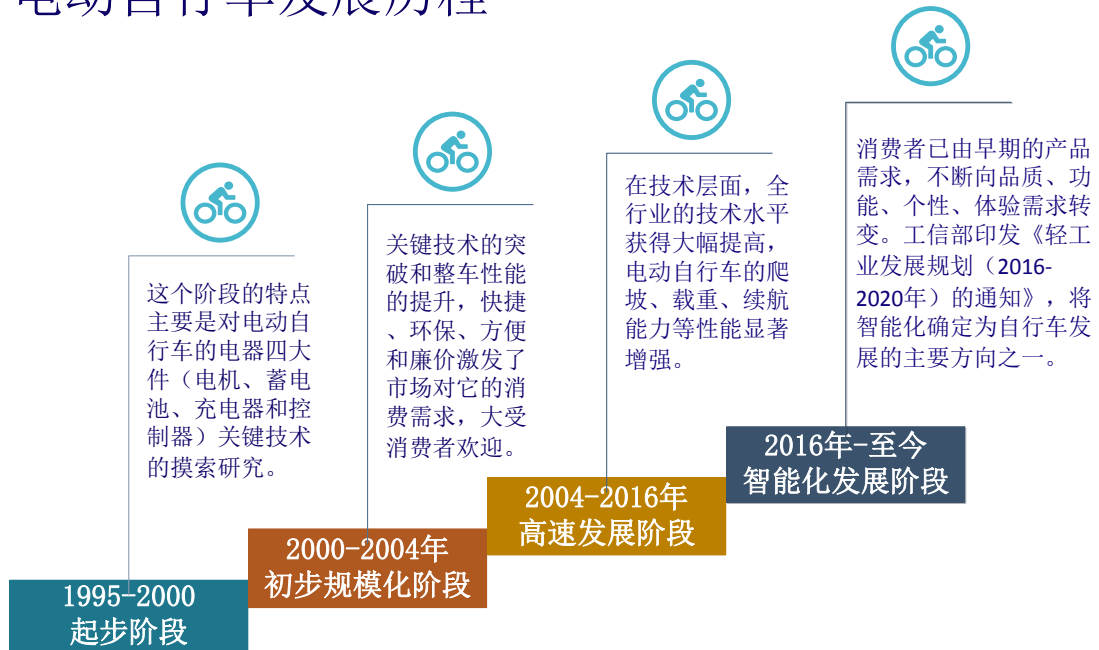 电动自行车发展历程
这个阶段的特点
主要是对电动自
行车的电器四大
件（电机、蓄电
池、充电器和控
制器）关键技术
的摸索研究。
1995-2000
起步阶段
关键技术的突
破和整车性能
的提升，快捷
、环保、方便
和廉价激发了
市场对它的消
费需求，大受
消费者欢迎。
2000-2004年
初步规模化阶段
在技术层面，全
行业的技术水平
获得大幅提高，
电动自行车的爬
坡、载重、续航
能力等性能显著
增强。
2004-2016年
高速发展阶段
消费者已由早期的产品
需求，不断向品质、功
能、个性、体验需求转
变。工信部印发《轻工
业发展规划（2016-
2020年）的通知》，将
智能化确定为自行车发
展的主要方向之一。
2016年-至今
智能化发展阶段